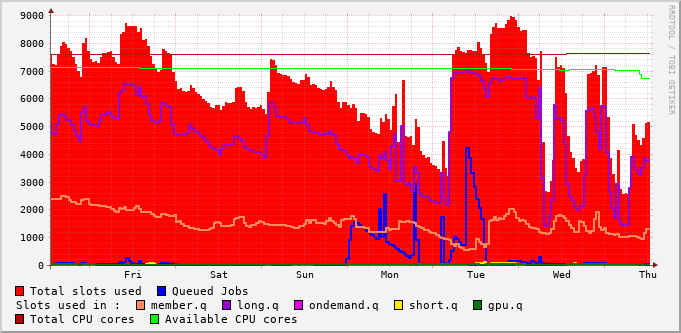 RRDTOOL / TOBI OETIKER
9000
8000
7000
6000
5000
4000
3000
2000
1000
0
Fri Sat Sun Mon Tue Wed Thu
Total slots used Queued Jobs
Slots used in : member.q long.q ondemand.q short.q gpu.q
Total CPU cores Available CPU cores